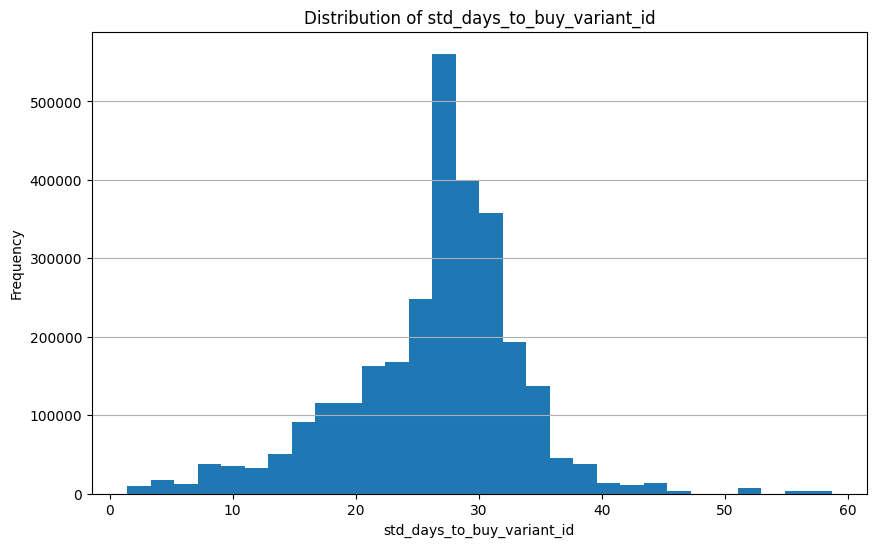 Distribution of std_days_to_buy_variant_id
500000
400000
300000
200000
100000
0
Frequency
0 10 20 30 40 50 60
std_days_to_buy_variant_id